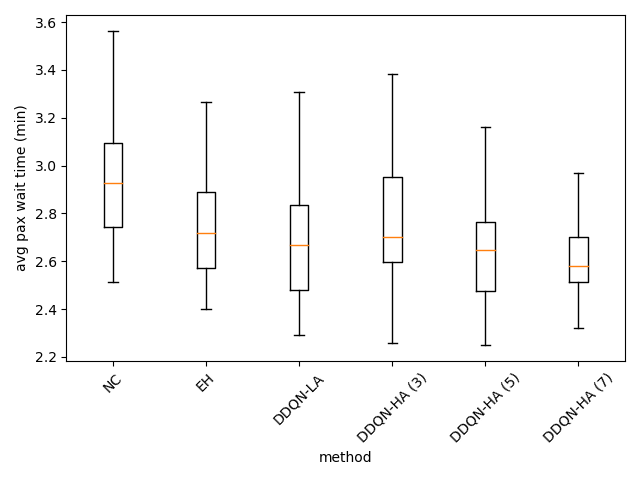 avg pax wait time (min)
3.6
3.4
3.2
3.0
2.8
2.6
2.4
2.2
NC
EH
DDQN-LA
DDQN-HA (3)
DDQN-HA (5)
DDQN-HA (7)
method